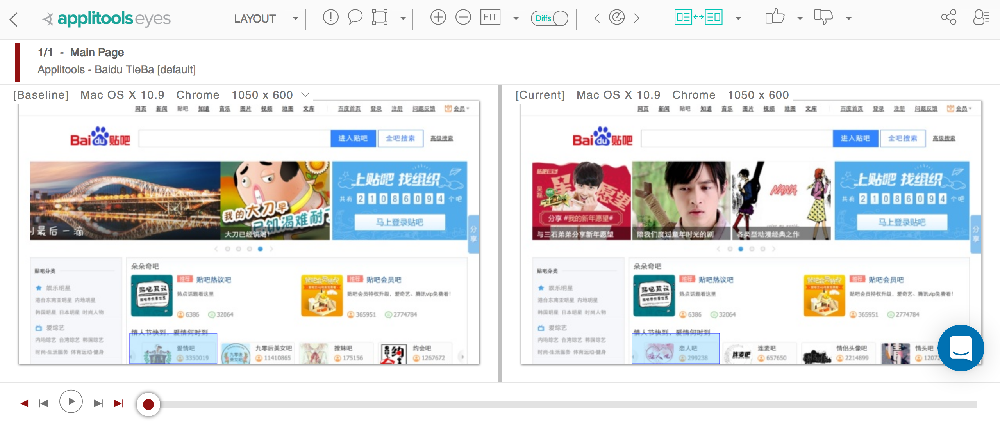 applitools eyes
LAYOUT
FIT
Diffs
1/1 - Main Page
Applitools - Baidu TieBa [default]
[Baseline] Mac OS X 10.9 Chrome 1050 x 600
网页 新闻 贴吧 知道 音乐 图片 视频 地图 文库 百度首页 登录 注册 问题反馈 会员
Bai du 贴吧
进入贴吧 全吧搜索 高级搜索
最后一滴
我的大刀早
已饥渴难耐
大刀已经饥渴!
上贴吧 找组织
共有 21086094 个吧
马上登录贴吧
分享
贴吧分类
娱乐明星
港台东南亚明星 内地明星
韩国明星 日本明星 时尚人物
爱综艺
内地综艺 台湾综艺 韩国综艺
时尚·生活服务 体育运动·健身
朵朵奇吧
贴吧热议
推荐 贴吧热议吧
热点话题看这里
6386 32064
推荐 贴吧会员吧
贴吧会员特权升级，爱奇艺、腾讯vip免费看!
365951 2774784
情人节快到，爱情何时到
爱情吧
3350019
九零后美女吧
11410865
撩妹吧
175156
约
约会吧
1267672
[Current] Mac OS X 10.9 Chrome 1050 x 600
网页 新闻 贴吧 知道 音乐 图片 视频 地图 文库 百度首页 登录 注册 问题反馈 会员
Bai du 贴吧
进入贴吧 全吧搜索 高级搜索
吴磊
愿望
分享 #我的新年愿望#
与三石弟弟分享新年愿望
陪我们度过童年时光的剧
NANA
各类型动漫经典之作
上贴吧 找组织
共有 21086094 个吧
马上登录贴吧
分享
贴吧分类
娱乐明星
港台东南亚明星 内地明星
韩国明星 日本明星 时尚人物
爱综艺
内地综艺 台湾综艺 韩国综艺
时尚·生活服务 体育运动·健身
朵朵奇吧
贴吧热议
推荐 贴吧热议吧
热点话题看这里
6386 32064
推荐 贴吧会员吧
贴吧会员特权升级，爱奇艺、腾讯vip免费看!
365951 2774784
情人节快到，爱情何时到
恋人吧
299238
连麦吧
连麦吧
657650
情侣头像吧
2214899
情头吧
12072